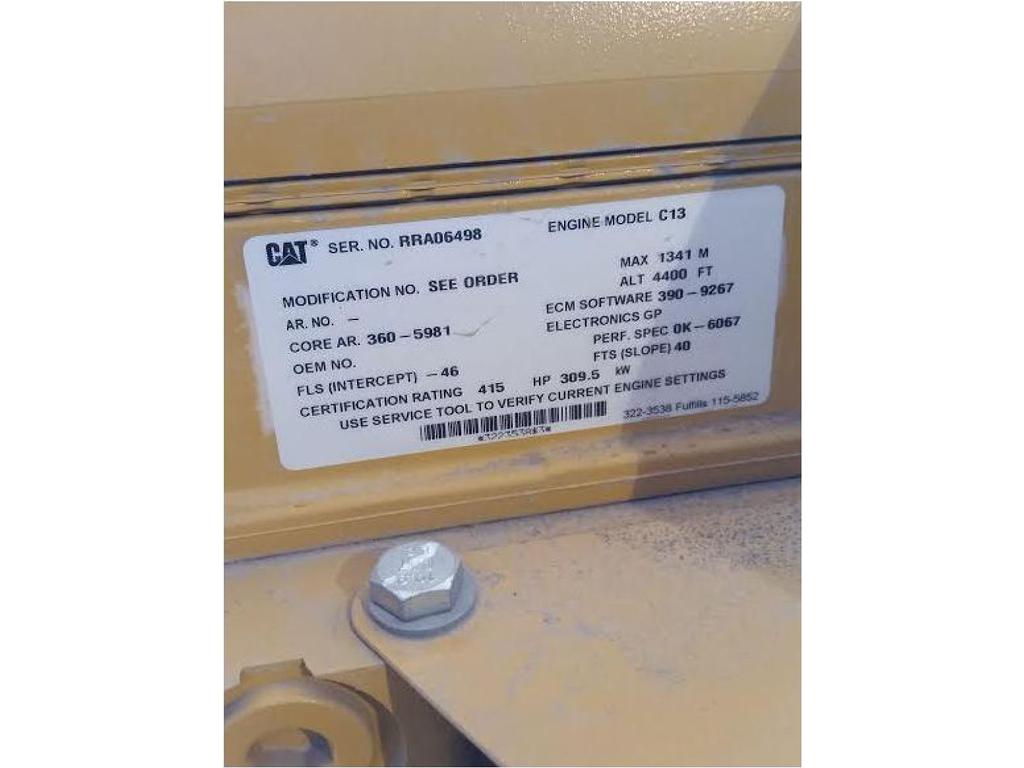 CAT® SER. NO. RRA06498 ENGINE MODEL C13
MODIFICATION NO. SEE ORDER MAX 1341 M
AR. NO. – ALT 4400 FT
CORE AR. 360-5981 ECM SOFTWARE 390-9267
OEM NO. ELECTRONICS GP
FLS (INTERCEPT) -46 PERF. SPEC 0K-6067
CERTIFICATION RATING 415 HP 309.5 kW FTS (SLOPE) 40
USE SERVICE TOOL TO VERIFY CURRENT ENGINE SETTINGS
*3223538#3*
322-3538 Fulfills 115-5852